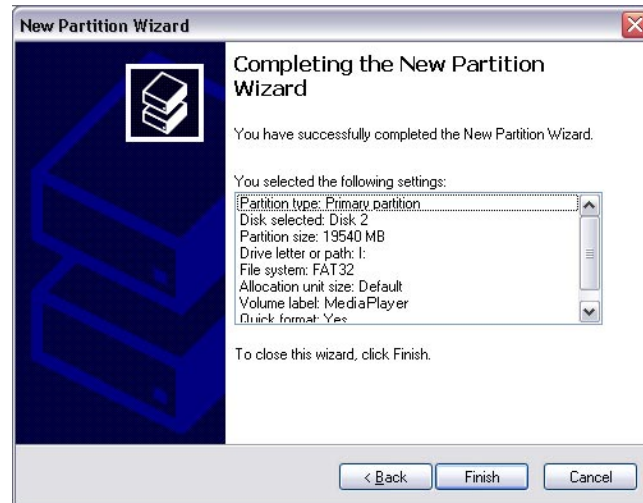 New Partition Wizard
Completing the New Partition
Wizard
You have successfully completed the New Partition Wizard.
You selected the following settings:
Partition type: Primary partition
Disk selected: Disk 2
Partition size: 19540 MB
Drive letter or path: I:
File system: FAT32
Allocation unit size: Default
Volume label: MediaPlayer
Quick format: Yes
To close this wizard, click Finish.
< Back
Finish
Cancel